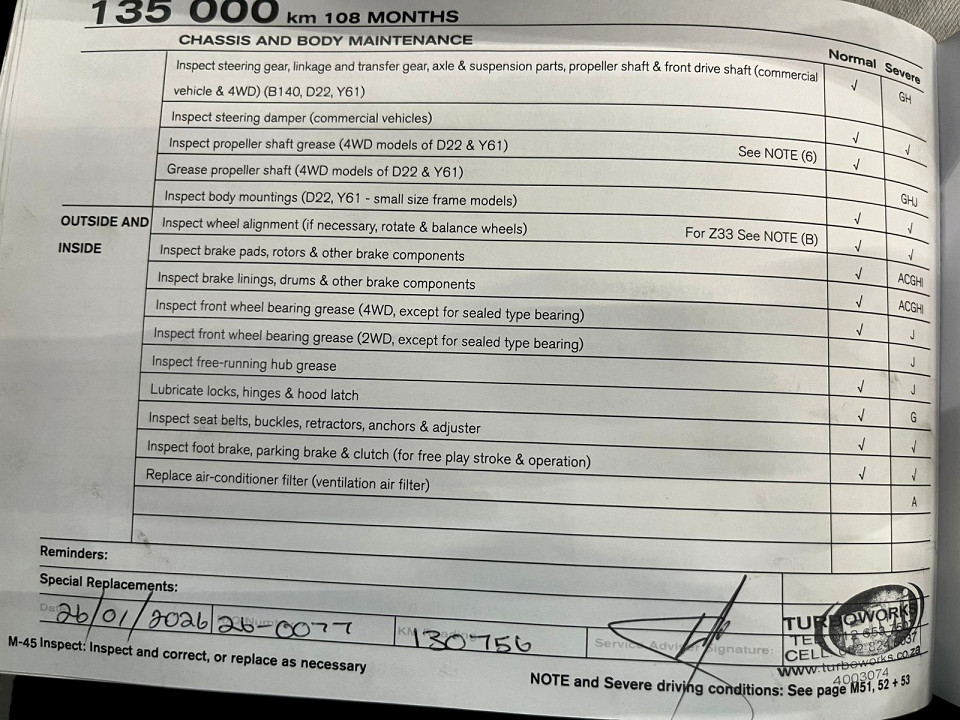 135 000 km 108 MONTHS
CHASSIS AND BODY MAINTENANCE Normal Severe
Inspect steering gear, linkage and transfer gear, axle & suspension parts, propeller shaft & front drive shaft (commercial
vehicle & 4WD) (B140, D22, Y61) √ GH
Inspect steering damper (commercial vehicles) √ √
Inspect propeller shaft grease (4WD models of D22 & Y61) See NOTE (6) √
Grease propeller shaft (4WD models of D22 & Y61) GHJ
Inspect body mountings (D22, Y61 - small size frame models) √ √
OUTSIDE AND Inspect wheel alignment (if necessary, rotate & balance wheels) For Z33 See NOTE (B) √ √
INSIDE Inspect brake pads, rotors & other brake components √ ACGHI
Inspect brake linings, drums & other brake components √ ACGHI
Inspect front wheel bearing grease (4WD, except for sealed type bearing) √ J
Inspect front wheel bearing grease (2WD, except for sealed type bearing) J
Inspect free-running hub grease √ J
Lubricate locks, hinges & hood latch √ G
Inspect seat belts, buckles, retractors, anchors & adjuster √ √
Inspect foot brake, parking brake & clutch (for free play stroke & operation) √ √
Replace air-conditioner filter (ventilation air filter) A
Reminders:
Special Replacements:
26/01/2026 26-0077 KM 130756 Service Adviser Signature:
TURBOWORKS
TEL
CELL
www.turboworks.co.za
4003074
M-45 Inspect: Inspect and correct, or replace as necessary
NOTE and Severe driving conditions: See page M51, 52 + 53